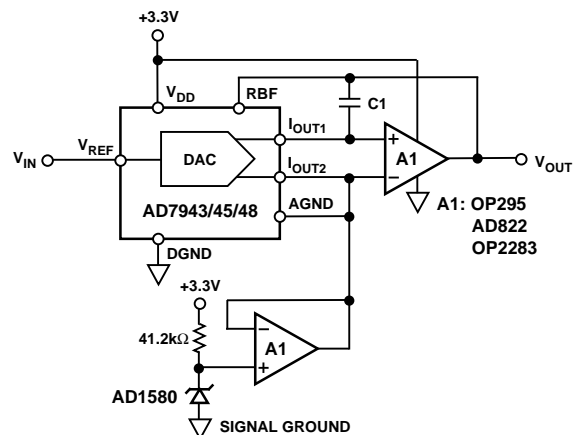 +3.3V
V_DD
RBF
C1
V_IN
V_REF
DAC
I_OUT1
I_OUT2
+
A1
−
V_OUT
AD7943/45/48
AGND
A1: OP295
AD822
OP2283
DGND
+3.3V
41.2kΩ
−
A1
+
AD1580
SIGNAL GROUND